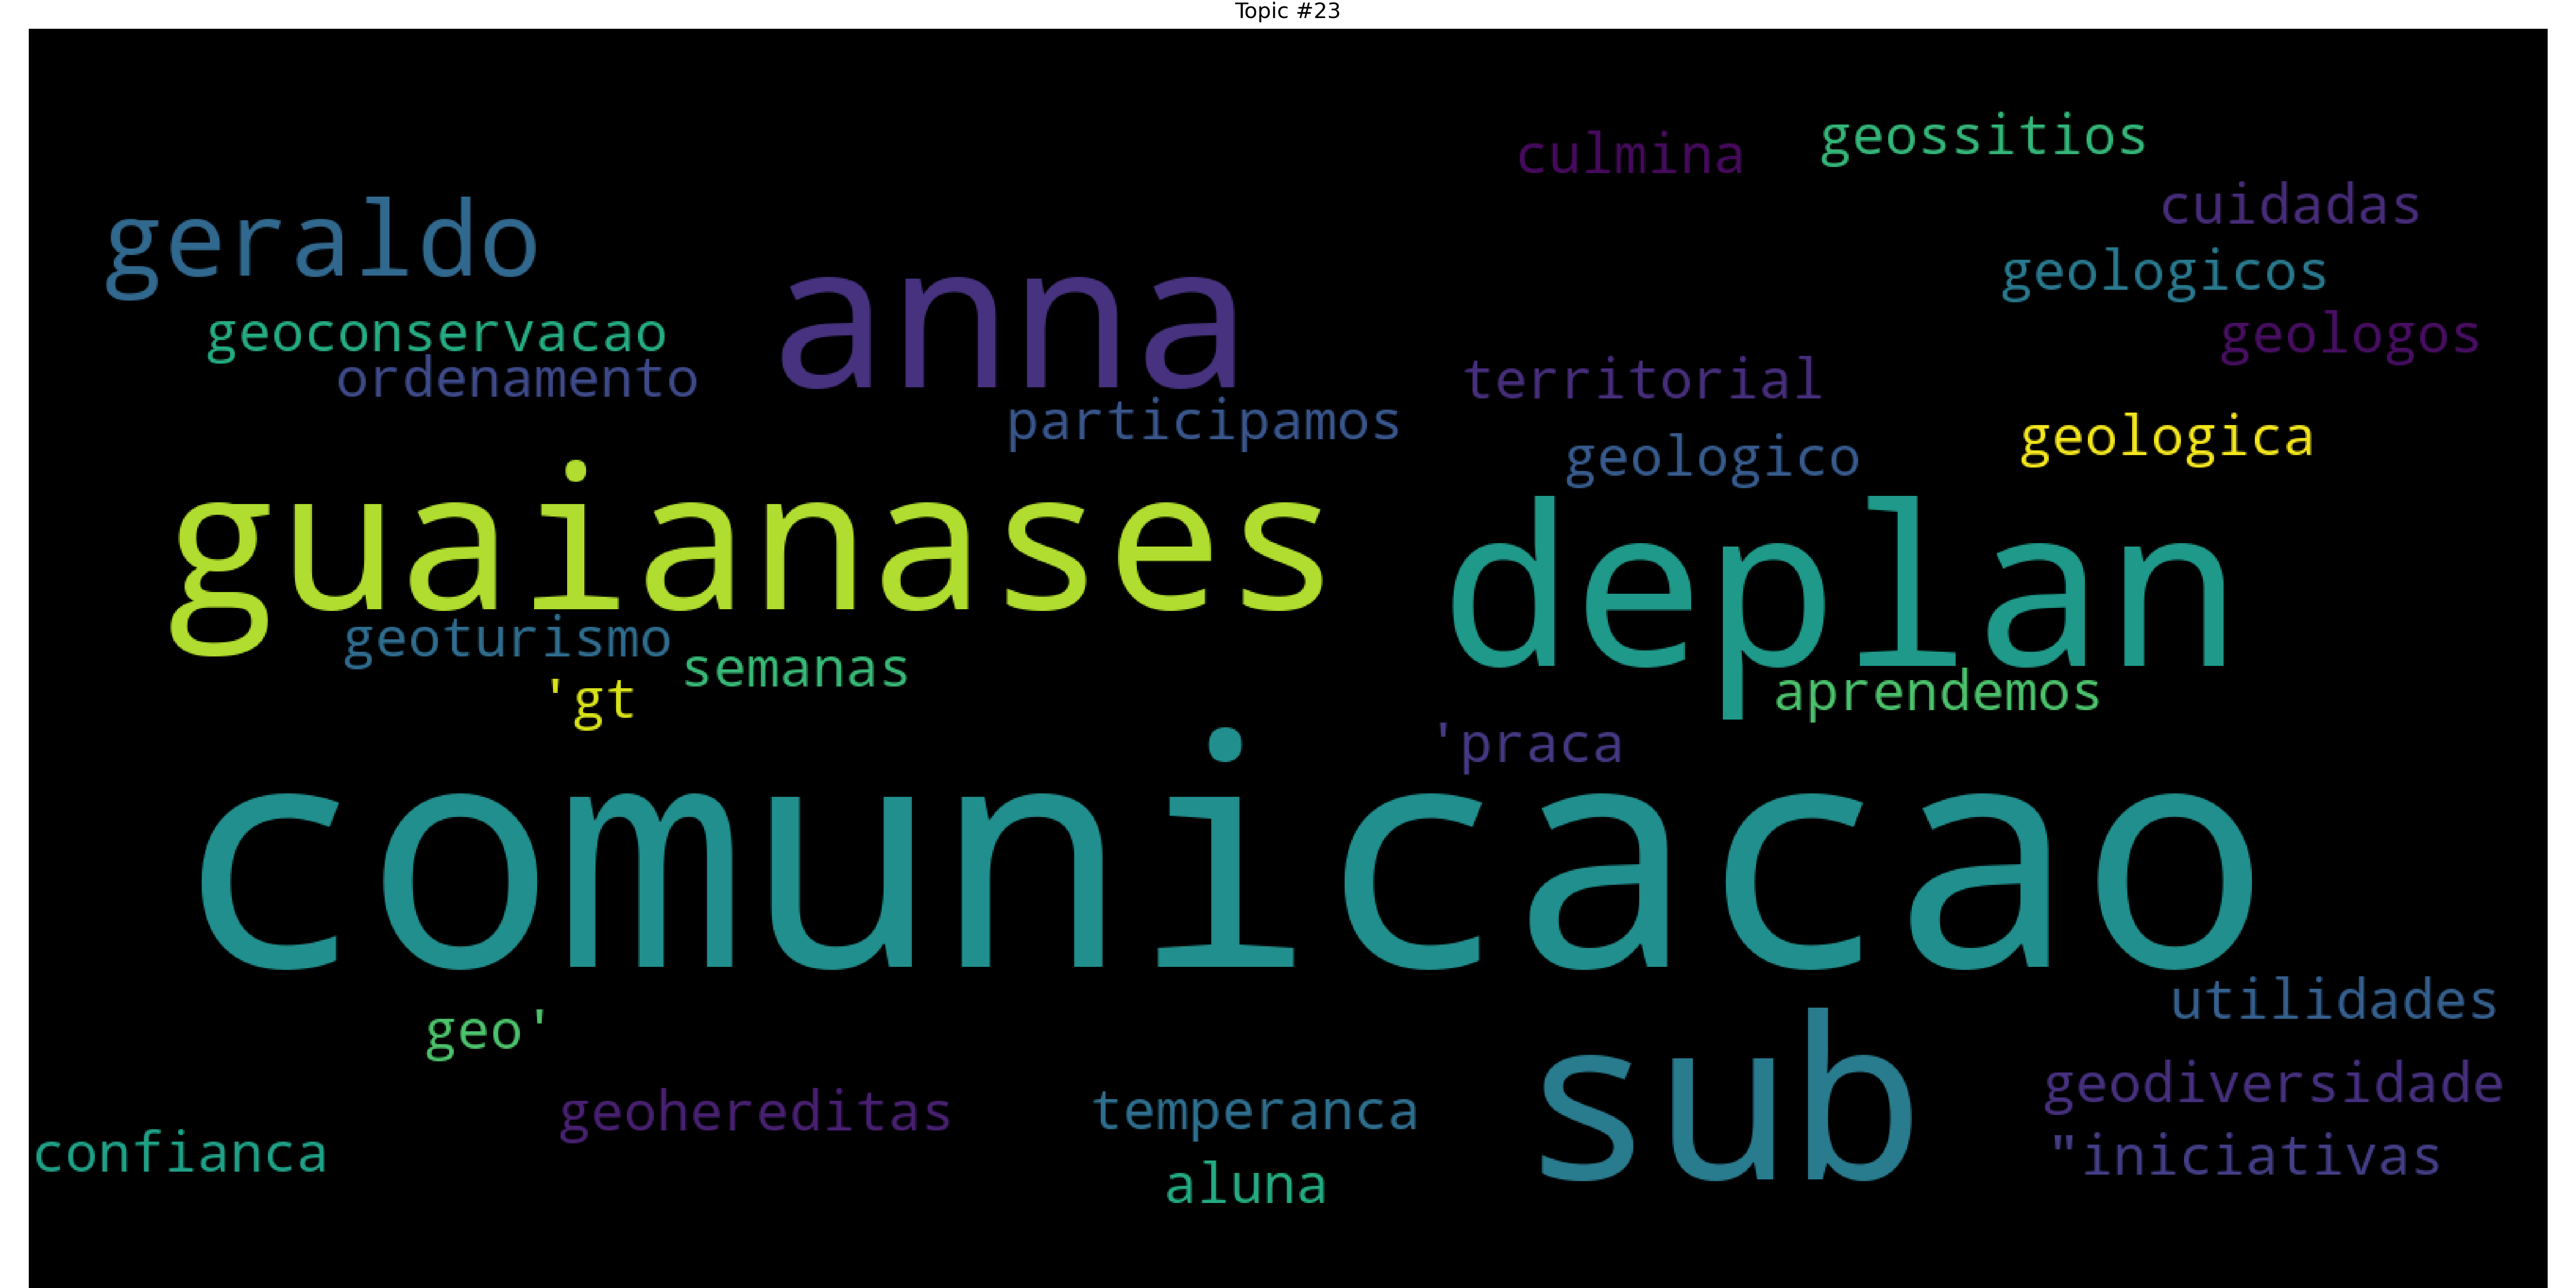 Topic #23
geossitios
culmina
cuidadas
geraldo
geologicos
anna
geoconservacao
geologos
ordenamento
territorial
participamos
geologica
geologico
guaianases
deplan
geoturismo
semanas
'gt
aprendemos
'praca
comunicacao
utilidades
geo'
sub
geodiversidade
geohereditas
temperanca
confianca
"iniciativas
aluna